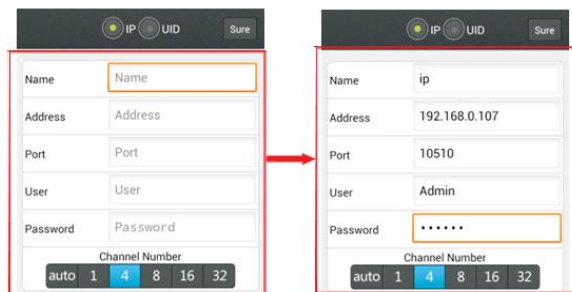 IP UID Sure
Name Name
Address Address
Port Port
User User
Password Password
Channel Number
auto 1 4 8 16 32
IP UID Sure
Name ip
Address 192.168.0.107
Port 10510
User Admin
Password ••••••
Channel Number
auto 1 4 8 16 32